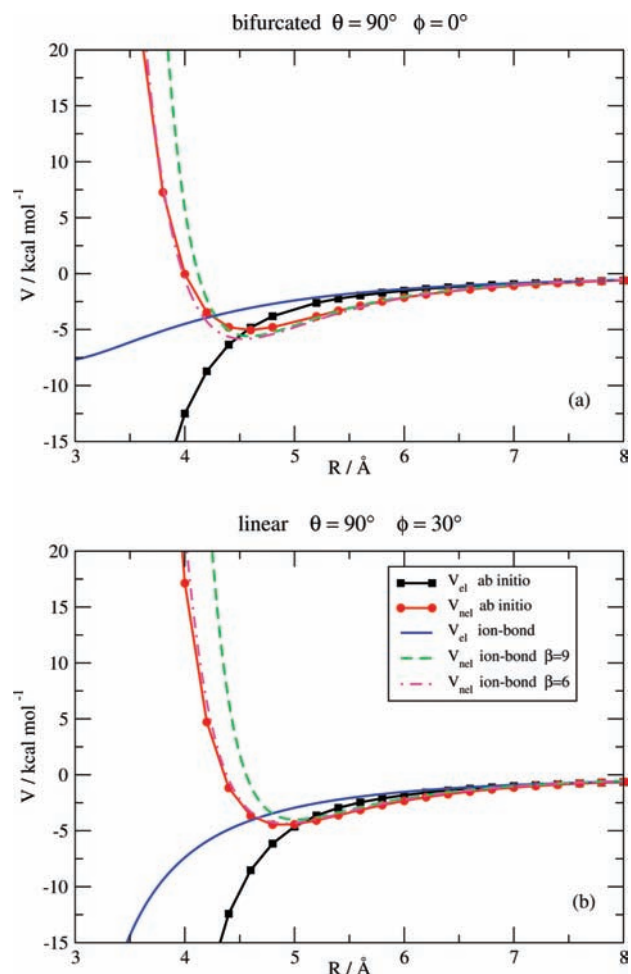 bifurcated θ = 90° ϕ = 0°
20
15
10
5
0
-5
-10
-15
V / kcal mol⁻¹
(a)
3 4 5 6 7 8
R / Å
linear θ = 90° ϕ = 30°
20
15
10
5
0
-5
-10
-15
V / kcal mol⁻¹
V_el ab initio
V_nel ab initio
V_el ion-bond
V_nel ion-bond β=9
V_nel ion-bond β=6
(b)
3 4 5 6 7 8
R / Å